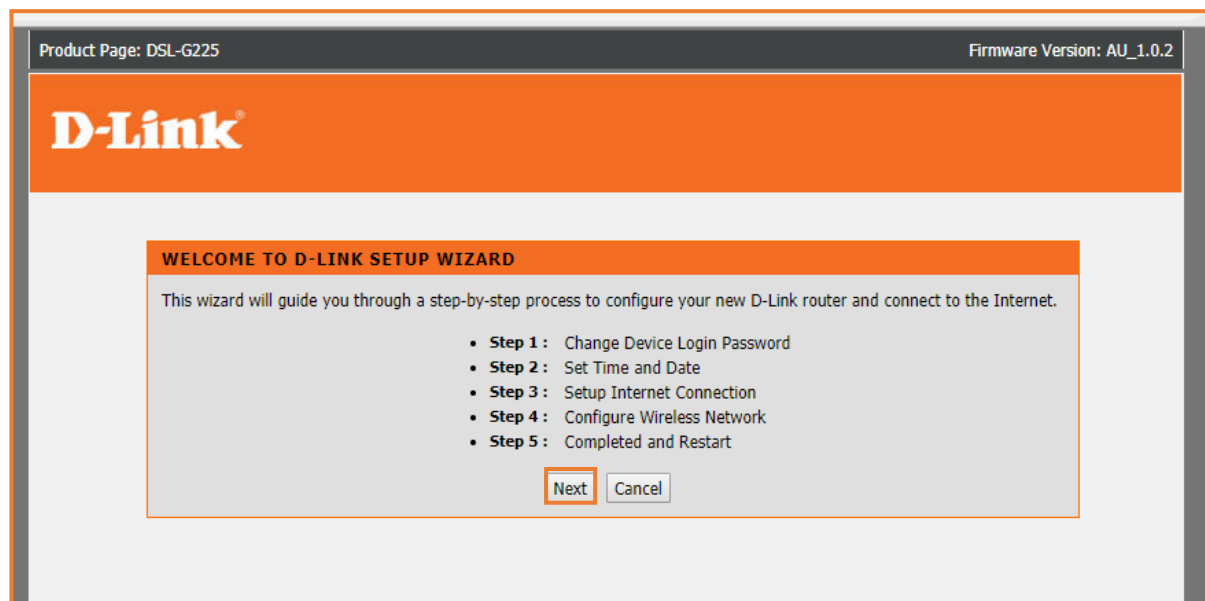 Product Page: DSL-G225 Firmware Version: AU_1.0.2
D-Link®
WELCOME TO D-LINK SETUP WIZARD
This wizard will guide you through a step-by-step process to configure your new D-Link router and connect to the Internet.
• Step 1 : Change Device Login Password
• Step 2 : Set Time and Date
• Step 3 : Setup Internet Connection
• Step 4 : Configure Wireless Network
• Step 5 : Completed and Restart
Next Cancel